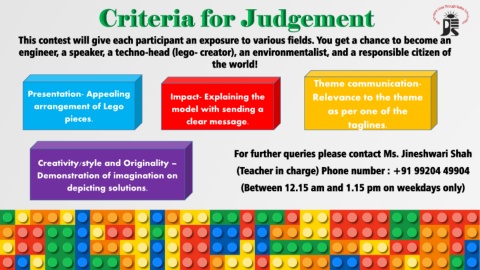 Criteria for Judgement
This contest will give each participant an exposure to various fields. You get a chance to become an
engineer, a speaker, a techno-head (lego- creator), an environmentalist, and a responsible citizen of
the world!
Presentation- Appealing
arrangement of Lego
pieces.
Impact- Explaining the
model with sending a
clear message.
Theme communication-
Relevance to the theme
as per one of the
taglines.
Creativity/style and Originality –
Demonstration of imagination on
depicting solutions.
For further queries please contact Ms. Jineshwari Shah
(Teacher in charge) Phone number : +91 99204 49904
(Between 12.15 am and 1.15 pm on weekdays only)